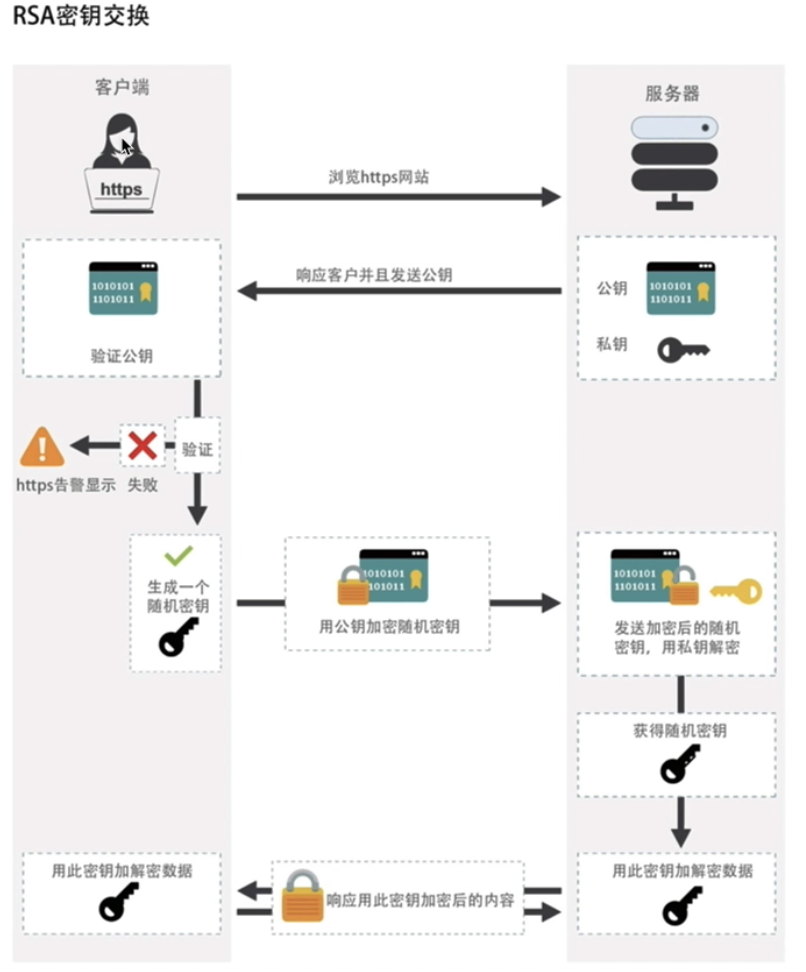 RSA密钥交换
客户端
服务器
https
浏览https网站
响应客户并且发送公钥
1010101
1101011
验证公钥
公钥
1010101
1101011
私钥
验证
https告警显示
失败
生成一个
随机密钥
1010101
101011
用公钥加密随机密钥
1010101
1101011
发送加密后的随机
密钥，用私钥解密
获得随机密钥
用此密钥加解密数据
响应用此密钥加密后的内容
用此密钥加解密数据